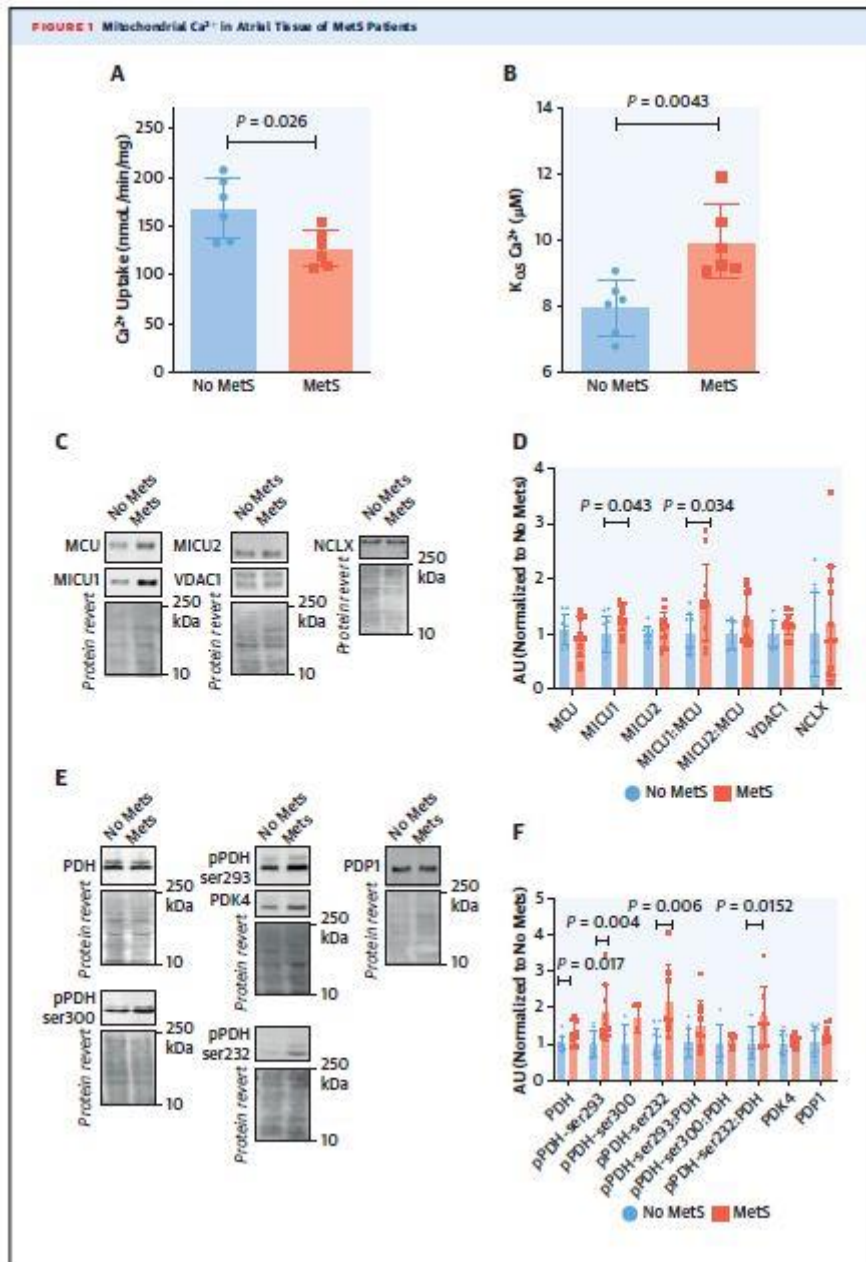 FIGURE 1 Mitochondrial Ca²⁺ in Atrial Tissue of MetS Patients
A
P = 0.026
Ca²⁺ Uptake (nmoL/min/mg)
250
200
150
100
50
0
No MetS
MetS
B
P = 0.0043
K0.5 Ca²⁺ (µM)
14
12
10
8
6
No MetS
MetS
C
No Mets
Mets
MCU
MICU1
250
kDa
Protein revert
10
No Mets
Mets
MICU2
VDAC1
250
kDa
Protein revert
10
No Mets
Mets
NCLX
250
kDa
Protein revert
10
D
AU (Normalized to No Mets)
4
3
2
1
0
P = 0.043
P = 0.034
MCU
MICU1
MICU2
MICU1:MCU
MICU2:MCU
VDAC1
NCLX
No MetS
MetS
E
No Mets
Mets
PDH
250
kDa
Protein revert
10
pPDH
ser300
250
kDa
Protein revert
10
No Mets
Mets
pPDH
ser293
PDK4
250
kDa
Protein revert
10
pPDH
ser232
250
kDa
Protein revert
10
No Mets
Mets
PDP1
250
kDa
Protein revert
10
F
AU (Normalized to No Mets)
5
4
3
2
1
0
P = 0.017
P = 0.004
P = 0.006
P = 0.0152
PDH
pPDH-ser293
pPDH-ser300
pPDH-ser232
pPDH-ser293:PDH
pPDH-ser300:PDH
pPDH-ser232:PDH
PDK4
PDP1
No MetS
MetS